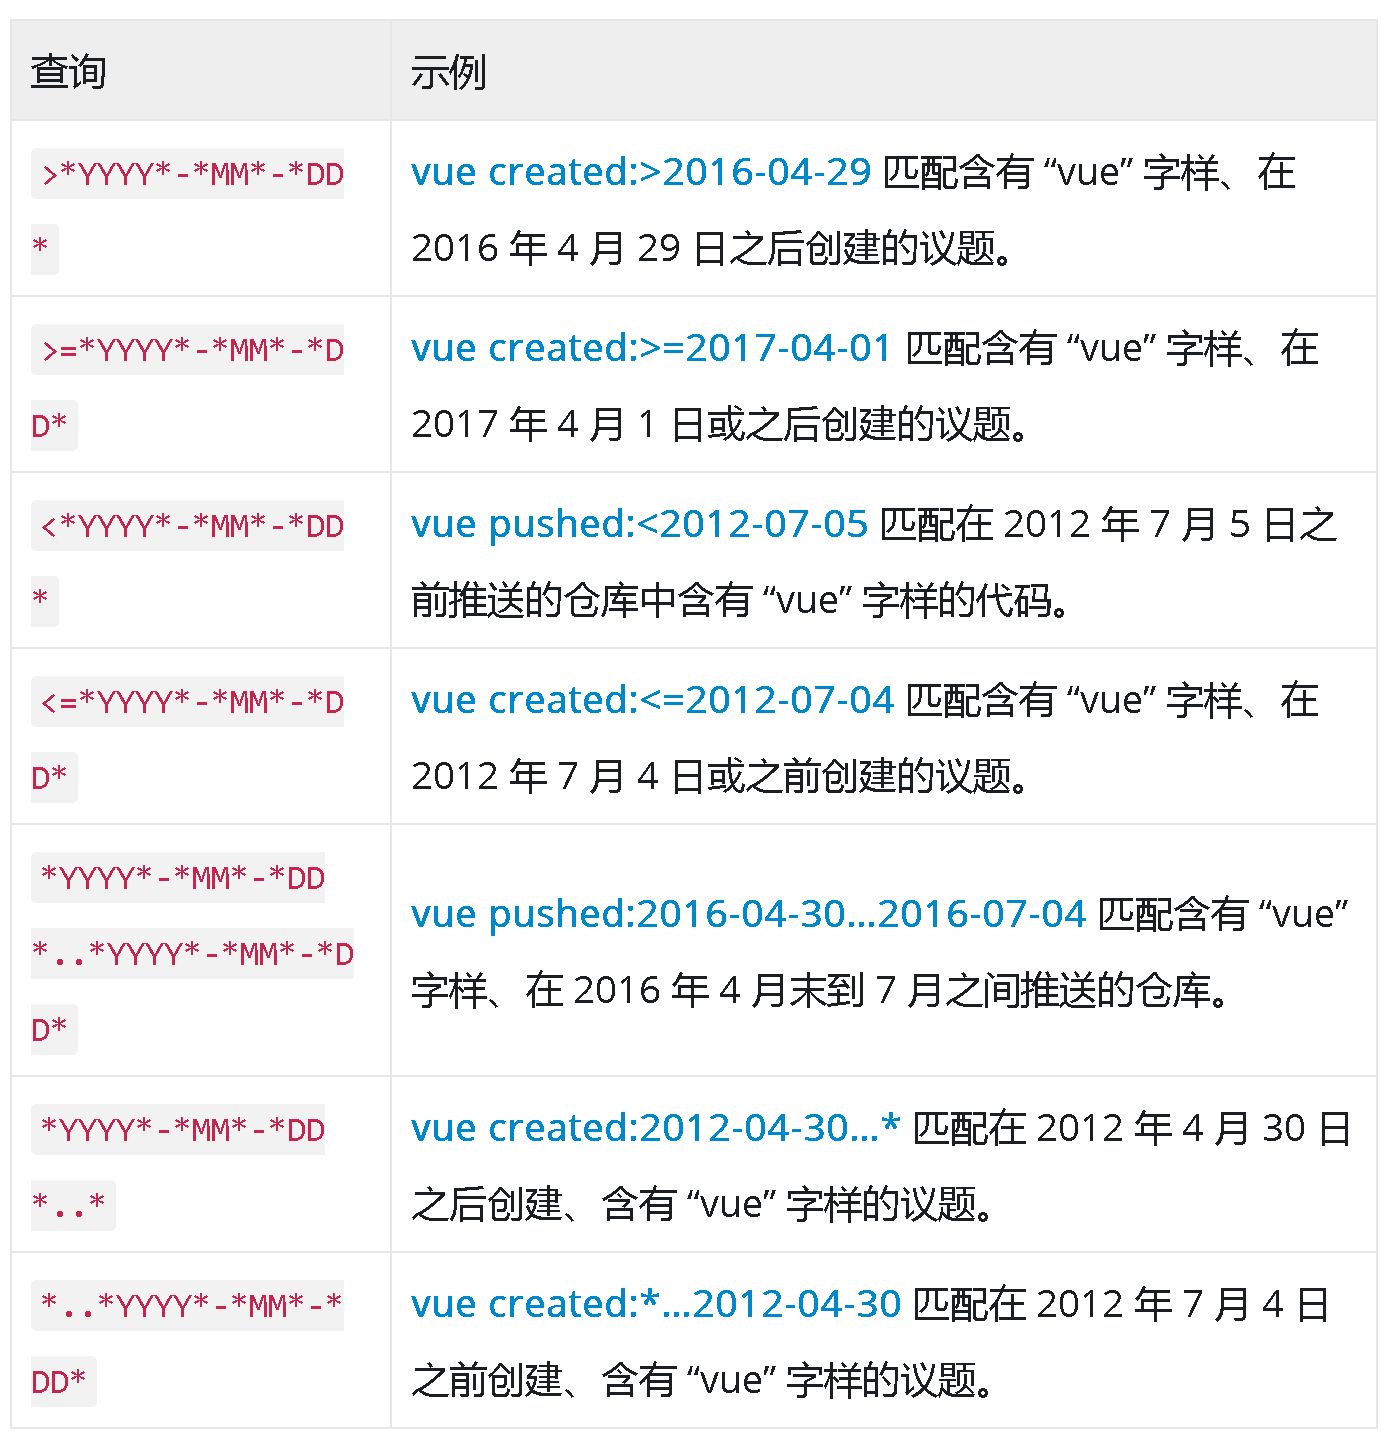 查询 示例
>*YYYY*-*MM*-*DD
*
vue created:>2016-04-29 匹配含有 “vue” 字样、在
2016 年 4 月 29 日之后创建的议题。
>=*YYYY*-*MM*-*D
D*
vue created:>=2017-04-01 匹配含有 “vue” 字样、在
2017 年 4 月 1 日或之后创建的议题。
<*YYYY*-*MM*-*DD
*
vue pushed:<2012-07-05 匹配在 2012 年 7 月 5 日之
前推送的仓库中含有 “vue” 字样的代码。
<=*YYYY*-*MM*-*D
D*
vue created:<=2012-07-04 匹配含有 “vue” 字样、在
2012 年 7 月 4 日或之前创建的议题。
*YYYY*-*MM*-*DD
*..*YYYY*-*MM*-*D
D*
vue pushed:2016-04-30...2016-07-04 匹配含有 “vue”
字样、在 2016 年 4 月末到 7 月之间推送的仓库。
*YYYY*-*MM*-*DD
*..*
vue created:2012-04-30...* 匹配在 2012 年 4 月 30 日
之后创建、含有 “vue” 字样的议题。
*..*YYYY*-*MM*-*
DD*
vue created:*...2012-04-30 匹配在 2012 年 7 月 4 日
之前创建、含有 “vue” 字样的议题。